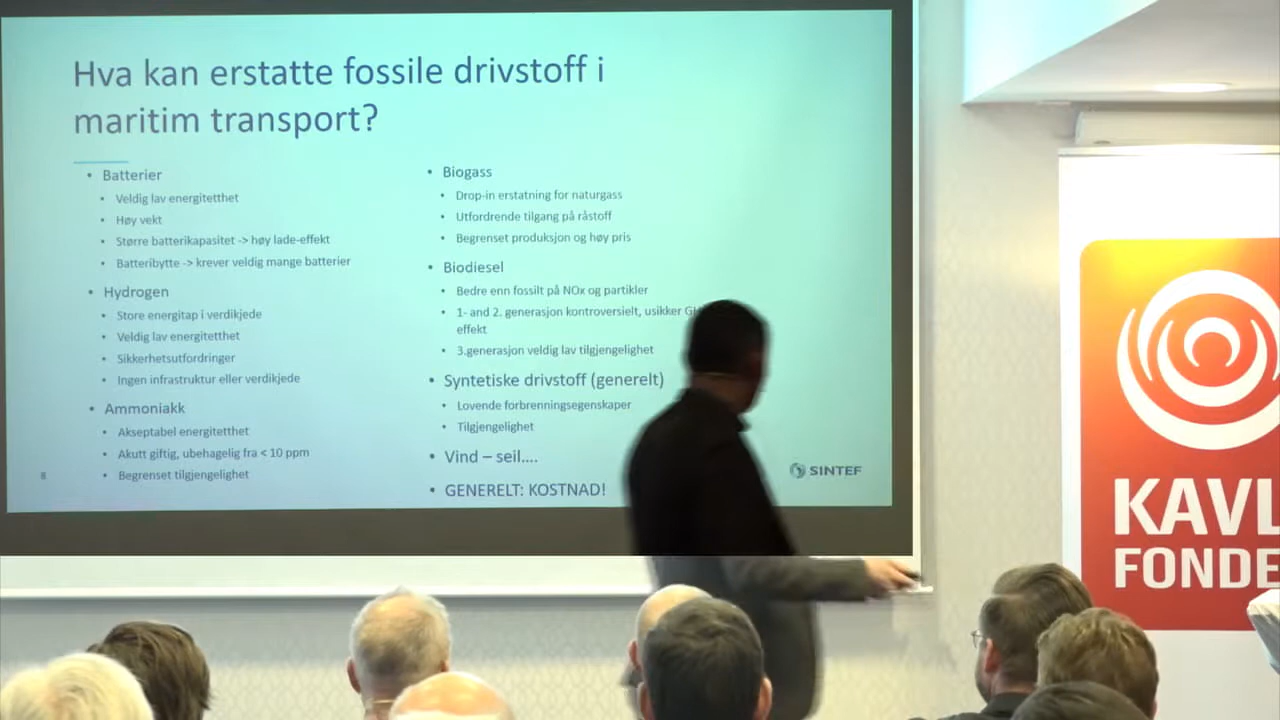 Hva kan erstatte fossile drivstoff i
maritim transport?
• Batterier
• Veldig lav energitetthet
• Høy vekt
• Større batterikapasitet -> høy lade-effekt
• Batteribytte -> krever veldig mange batterier
• Hydrogen
• Store energitap i verdikjede
• Veldig lav energitetthet
• Sikkerhetsutfordringer
• Ingen infrastruktur eller verdikjede
• Ammoniakk
• Akseptabel energitetthet
• Akutt giftig, ubehagelig fra < 10 ppm
• Begrenset tilgjengelighet
• Biogass
• Drop-in erstatning for naturgass
• Utfordrende tilgang på råstoff
• Begrenset produksjon og høy pris
• Biodiesel
• Bedre enn fossilt på NOx og partikler
• 1- and 2. generasjon kontroversielt, usikker
effekt
• 3.generasjon veldig lav tilgjengelighet
• Syntetiske drivstoff (generelt)
• Lovende forbrenningsegenskaper
• Tilgjengelighet
• Vind – seil....
• GENERELT: KOSTNAD!
8
SINTEF
KAVL
FONDE